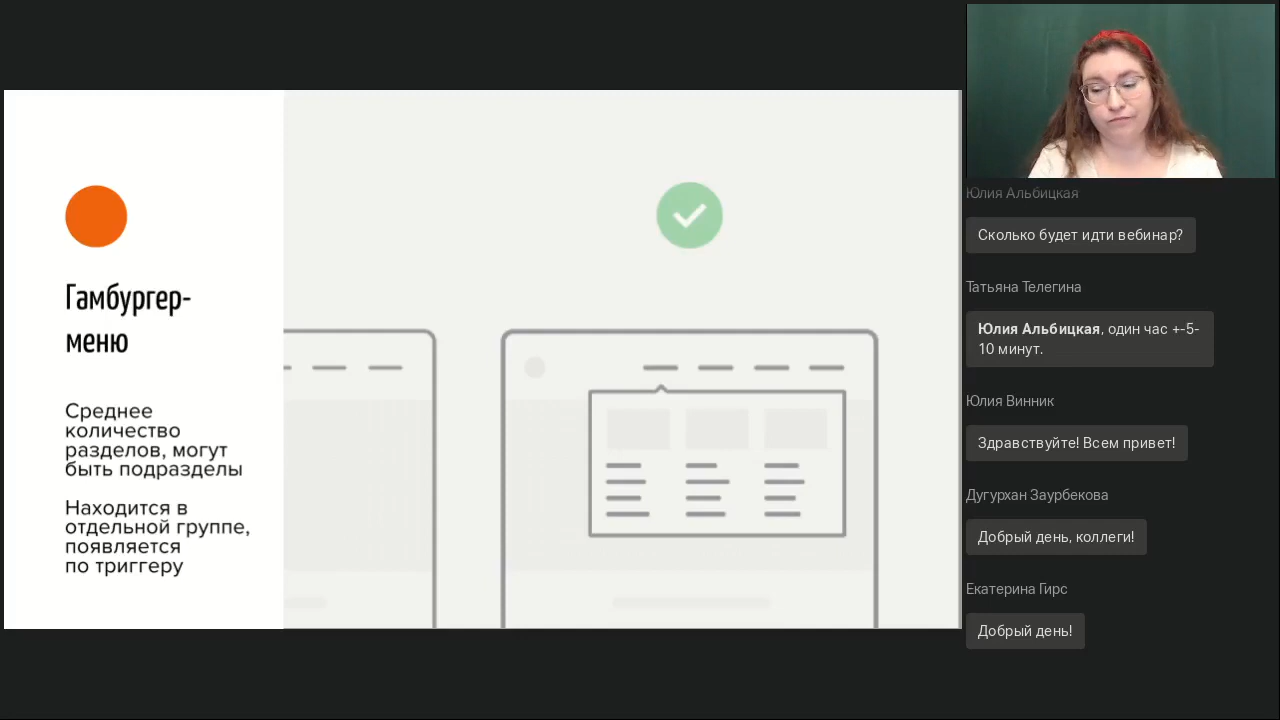 Гамбургер-
меню
Среднее
количество
разделов, могут
быть подразделы
Находится в
отдельной группе,
появляется
по триггеру
Юлия Альбицкая
Сколько будет идти вебинар?
Татьяна Телегина
Юлия Альбицкая, один час +-5-
10 минут.
Юлия Винник
Здравствуйте! Всем привет!
Дугурхан Заурбекова
Добрый день, коллеги!
Екатерина Гирс
Добрый день!